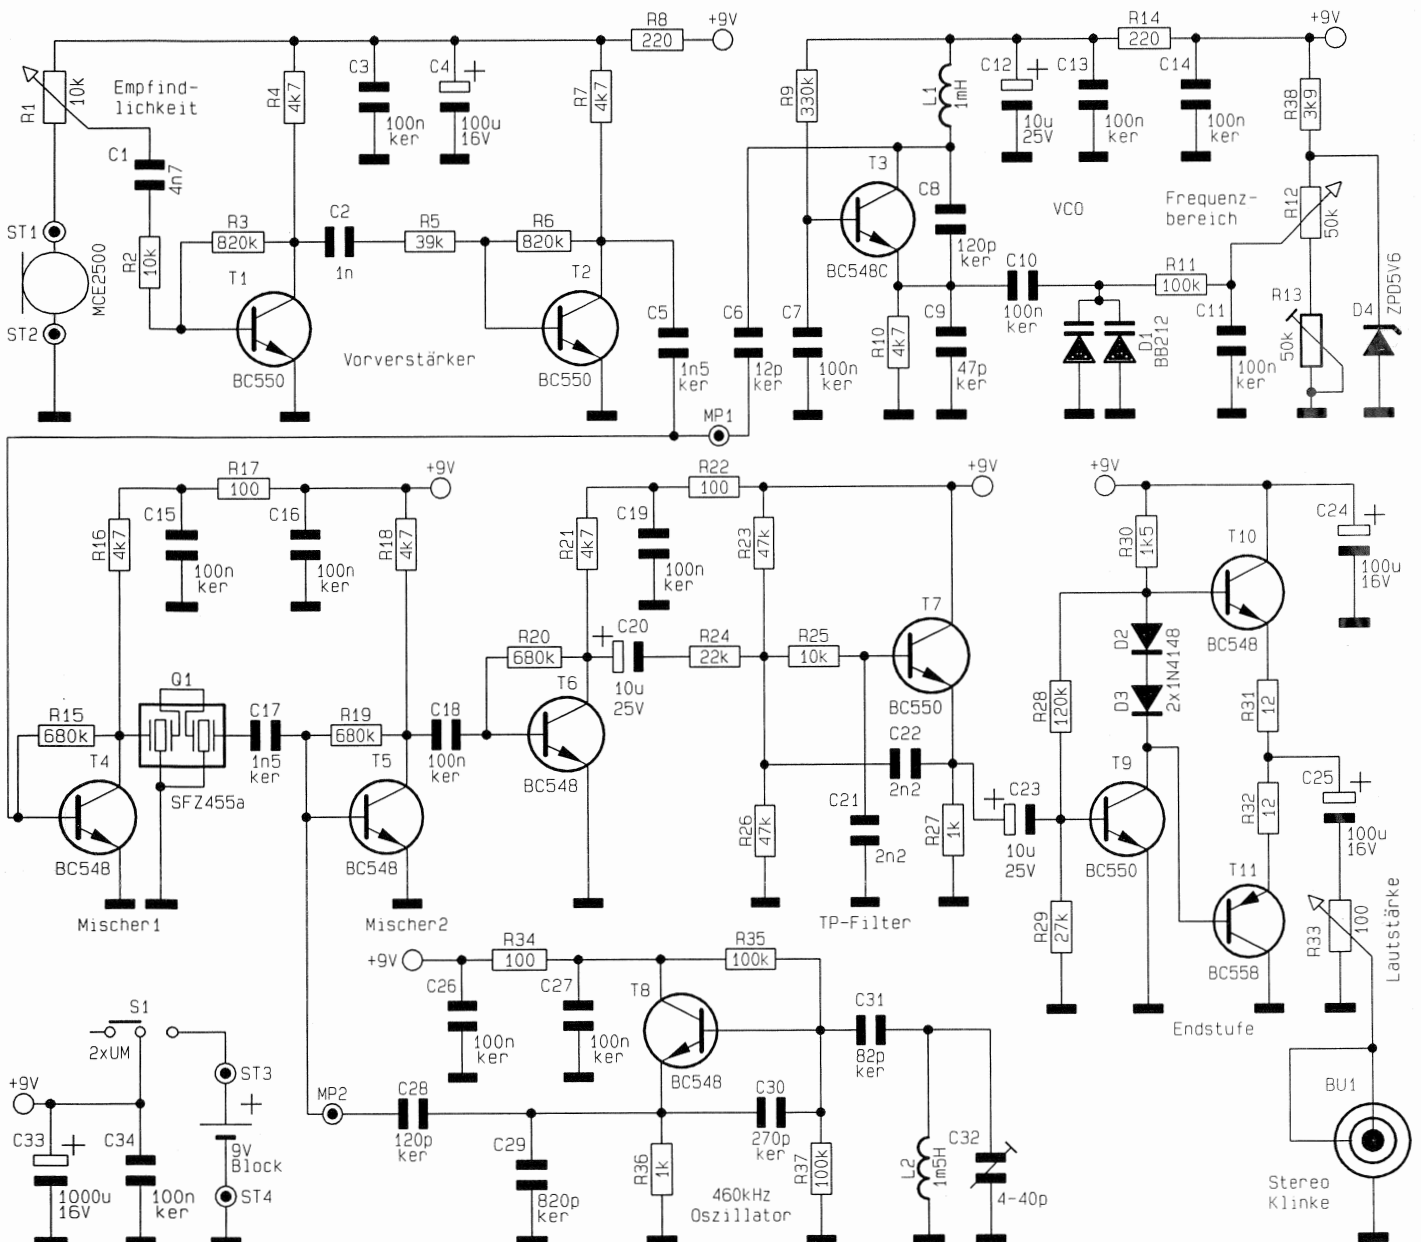 R8
220
+9V
R1
10k
Empfind-
lichkeit
R4
4k7
C3
100n
ker
C4
+
100u
16V
R7
4k7
C1
4n7
R2
10k
ST1
MCE2500
ST2
R3
820k
T1
BC550
C2
1n
R5
39k
R6
820k
T2
BC550
Vorverstärker
C5
1n5
ker
MP1
C6
12p
ker
C7
100n
ker
R9
330k
L1
1mH
C12
+
10u
25V
C13
100n
ker
R14
220
C14
100n
ker
+9V
R38
3k9
T3
BC548C
C8
120p
ker
VCO
Frequenz-
bereich
R12
50k
R10
4k7
C9
47p
ker
C10
100n
ker
D1
BB212
R11
100k
C11
100n
ker
R13
50k
D4
ZPD5V6
R17
100
+9V
R16
4k7
C15
100n
ker
C16
100n
ker
R18
4k7
Q1
SFZ455a
R15
680k
T4
BC548
Mischer1
C17
1n5
ker
R19
680k
T5
BC548
Mischer2
C18
100n
ker
R20
680k
T6
BC548
R21
4k7
C19
100n
ker
R22
100
+9V
R23
47k
+
C20
10u
25V
R24
22k
R25
10k
T7
BC550
C22
2n2
R26
47k
C21
2n2
R27
1k
TP-Filter
+
C23
10u
25V
+9V
R30
1k5
D2
D3
2x1N4148
R28
120k
T9
BC550
R29
27k
T10
BC548
R31
12
R32
12
T11
BC558
C24
+
100u
16V
C25
+
100u
16V
R33
100
Lautstärke
Endstufe
BU1
Stereo
Klinke
+9V
R34
100
R35
100k
C26
100n
ker
C27
100n
ker
T8
BC548
C31
82p
ker
MP2
C28
120p
ker
C29
820p
ker
R36
1k
C30
270p
ker
R37
100k
460kHz
Oszillator
L2
1m5H
C32
4-40p
S1
2xUM
+9V
C33
+
1000u
16V
C34
100n
ker
ST3
+
9V
Block
ST4